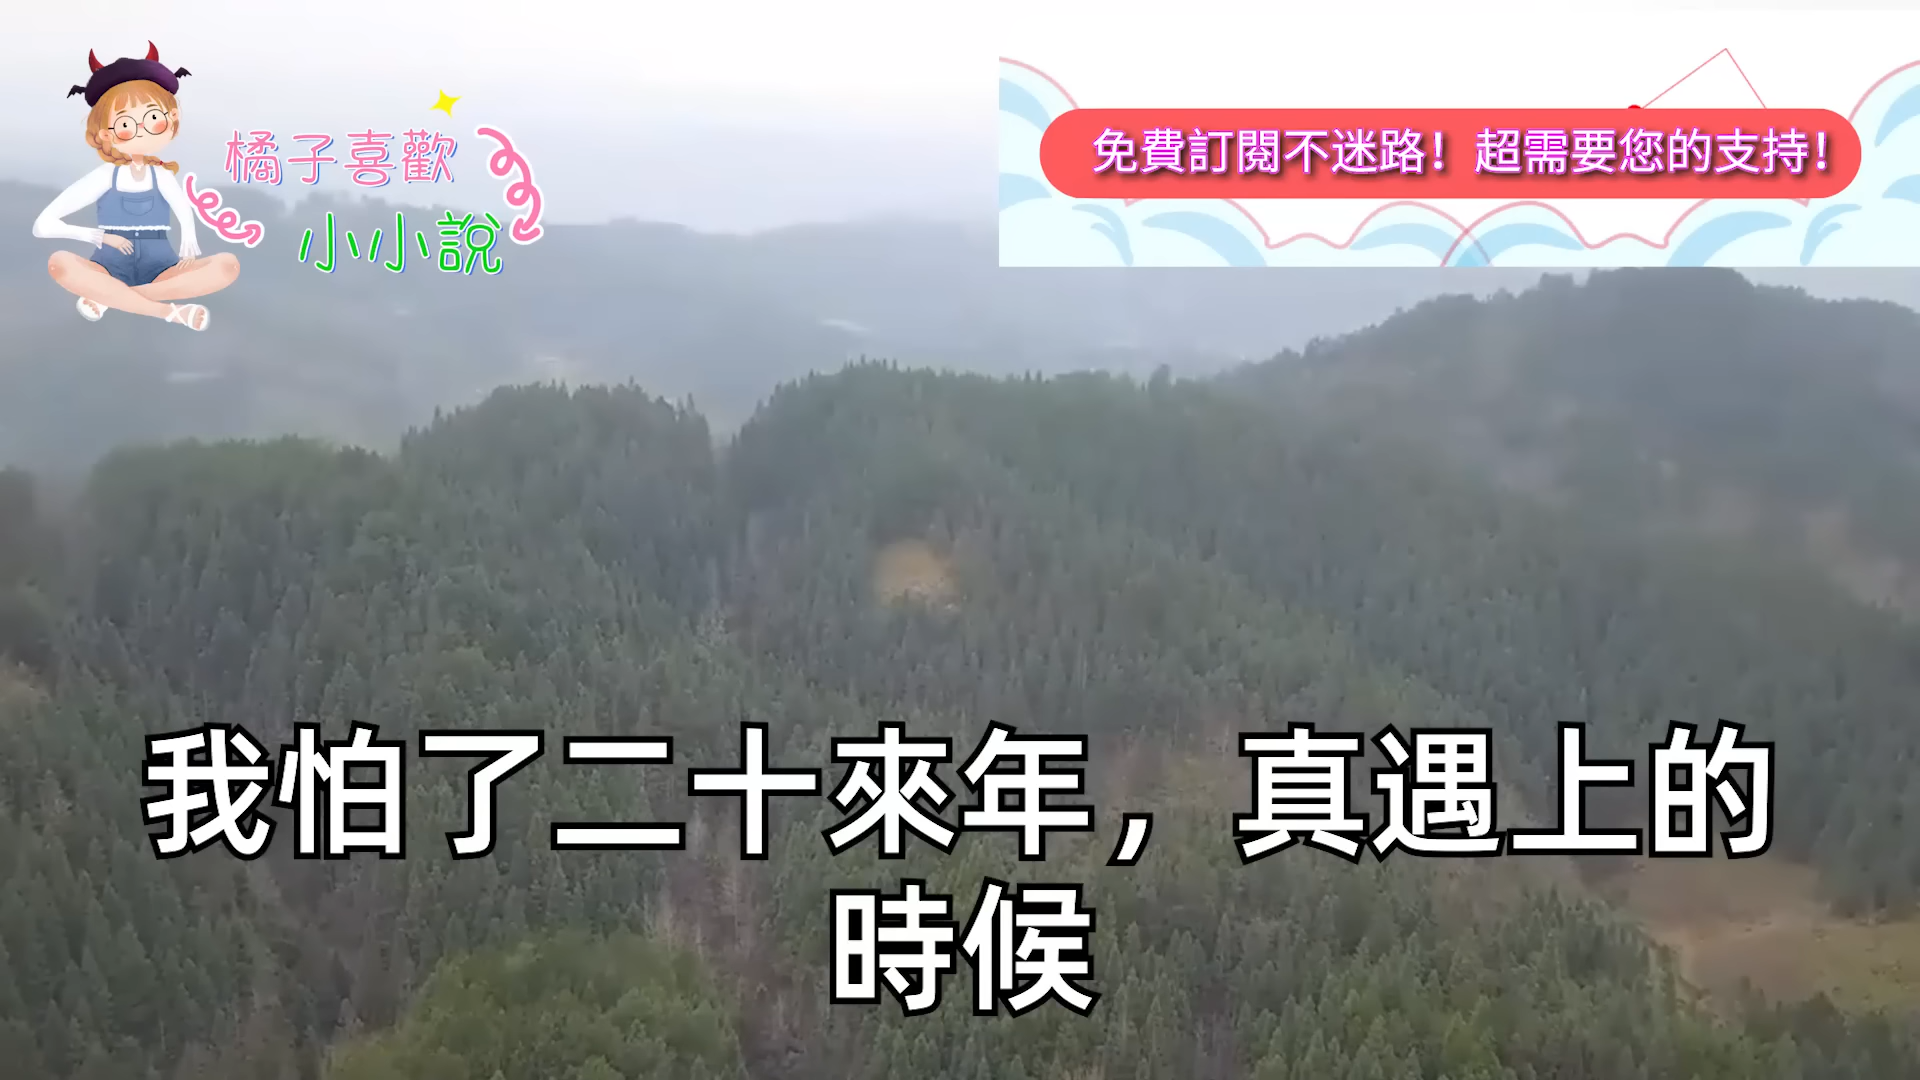 橘子喜歡
小小說
免費訂閱不迷路！超需要您的支持！
我怕了二十來年，真遇上的
時候